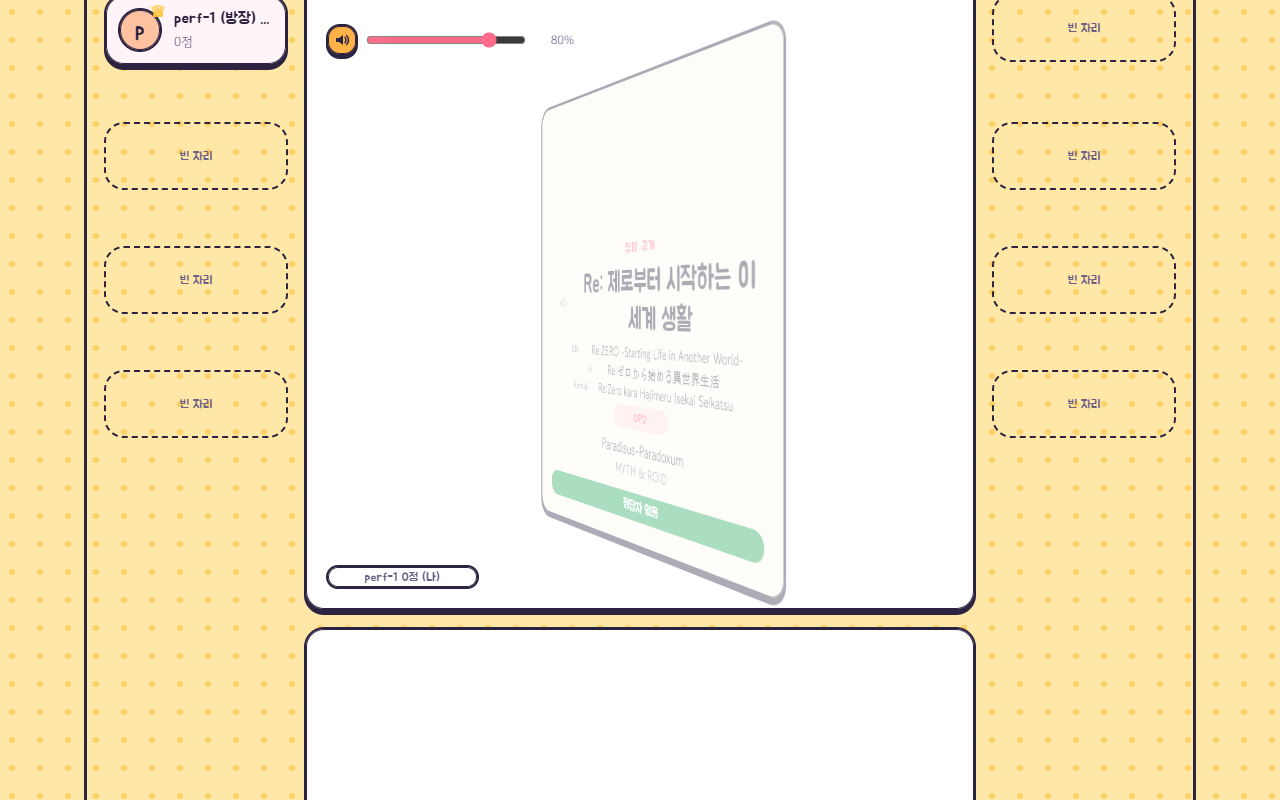 P
perf-1 (방장) ...
0점
빈 자리
빈 자리
빈 자리
80%
정답 공개
KO
Re: 제로부터 시작하는 이
세계 생활
EN Re:ZERO -Starting Life in Another World-
JA Re:ゼロから始める異世界生活
Romaji Re:Zero kara Hajimeru Isekai Seikatsu
OP2
Paradisus-Paradoxum
MYTH & ROID
정답자 없음
perf-1 0점 (나)
빈 자리
빈 자리
빈 자리
빈 자리